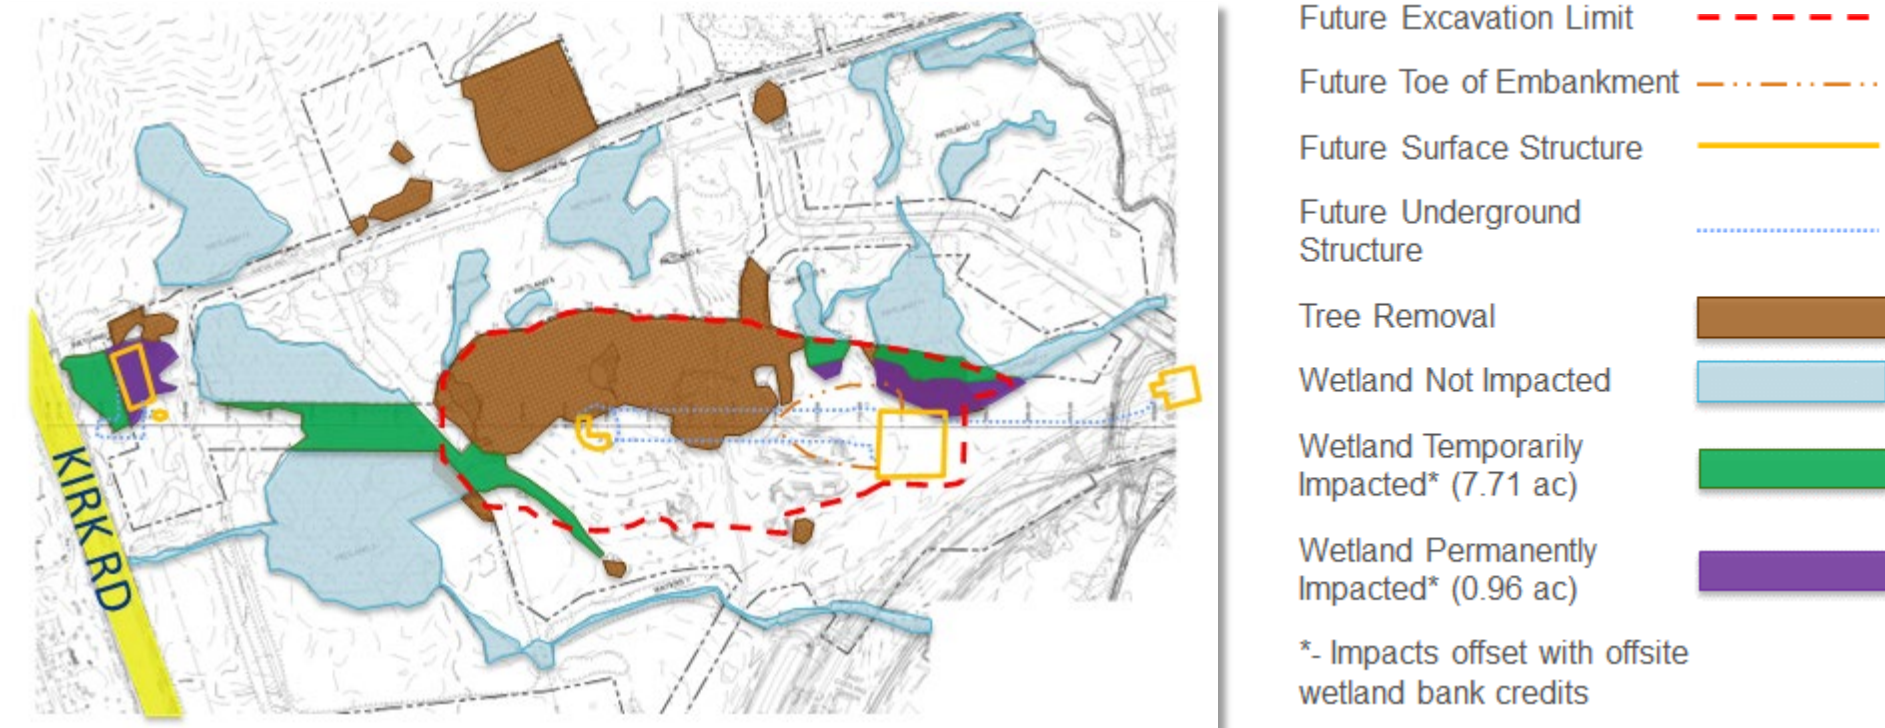 KIRK RD
WETLAND 12
Future Excavation Limit
Future Toe of Embankment
Future Surface Structure
Future Underground
Structure
Tree Removal
Wetland Not Impacted
Wetland Temporarily
Impacted* (7.71 ac)
Wetland Permanently
Impacted* (0.96 ac)
*- Impacts offset with offsite
wetland bank credits